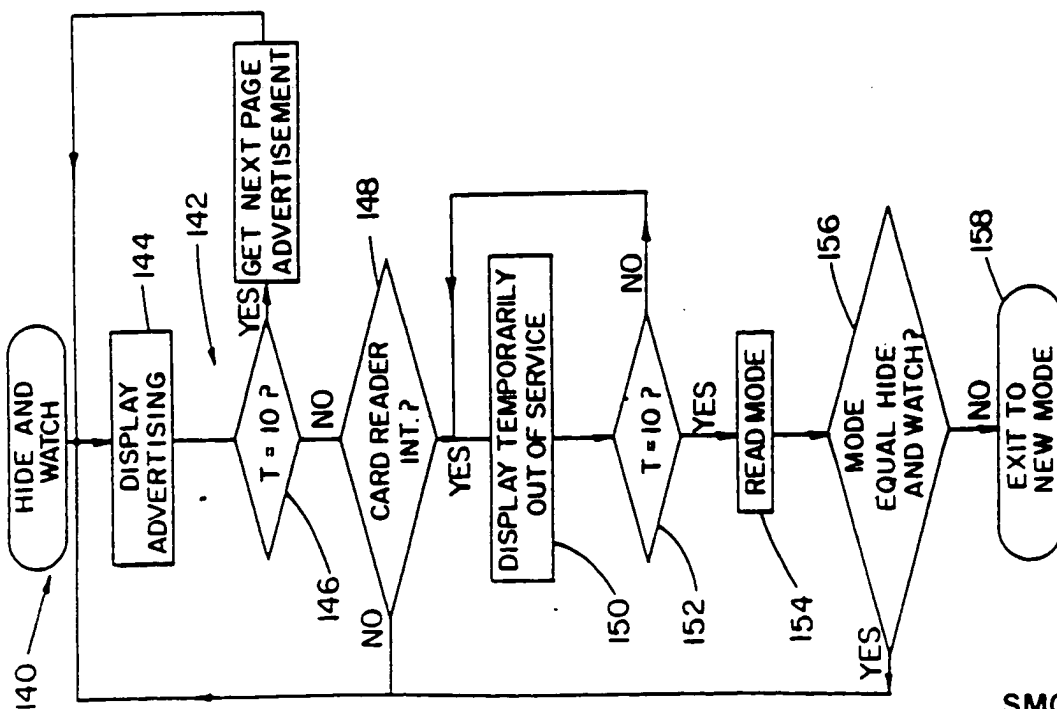 HIDE AND
WATCH
140
DISPLAY
ADVERTISING
144
142
T = 10 ?
146
YES
GET NEXT PAGE
ADVERTISEMENT
NO
CARD READER
INT. ?
148
NO
YES
DISPLAY TEMPORARILY
OUT OF SERVICE
150
T = 10 ?
152
NO
YES
READ MODE
154
MODE
EQUAL HIDE
AND WATCH?
156
YES
NO
EXIT TO
NEW MODE
158